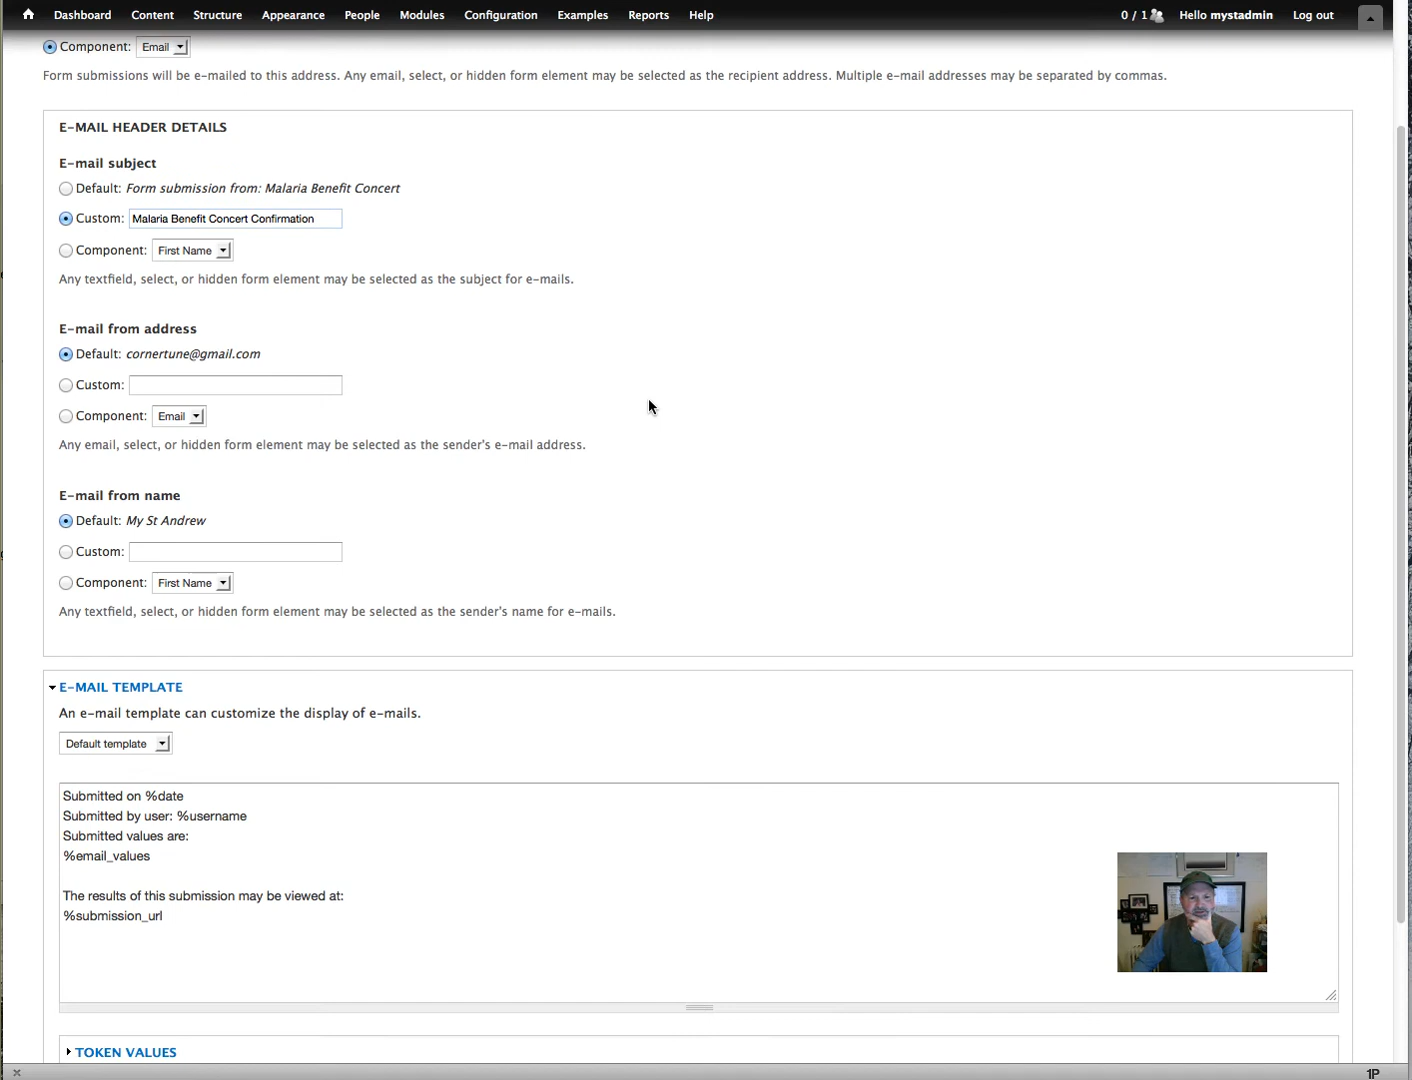 Dashboard Content Structure Appearance People Modules Configuration Examples Reports Help 0 / 1 Hello mystadmin Log out
Component: Email
Form submissions will be e-mailed to this address. Any email, select, or hidden form element may be selected as the recipient address. Multiple e-mail addresses may be separated by commas.
E-MAIL HEADER DETAILS
E-mail subject
Default: Form submission from: Malaria Benefit Concert
Custom: Malaria Benefit Concert Confirmation
Component: First Name
Any textfield, select, or hidden form element may be selected as the subject for e-mails.
E-mail from address
Default: cornertune@gmail.com
Custom:
Component: Email
Any email, select, or hidden form element may be selected as the sender's e-mail address.
E-mail from name
Default: My St Andrew
Custom:
Component: First Name
Any textfield, select, or hidden form element may be selected as the sender's name for e-mails.
E-MAIL TEMPLATE
An e-mail template can customize the display of e-mails.
Default template
Submitted on %date
Submitted by user: %username
Submitted values are:
%email_values
The results of this submission may be viewed at:
%submission_url
TOKEN VALUES
1P